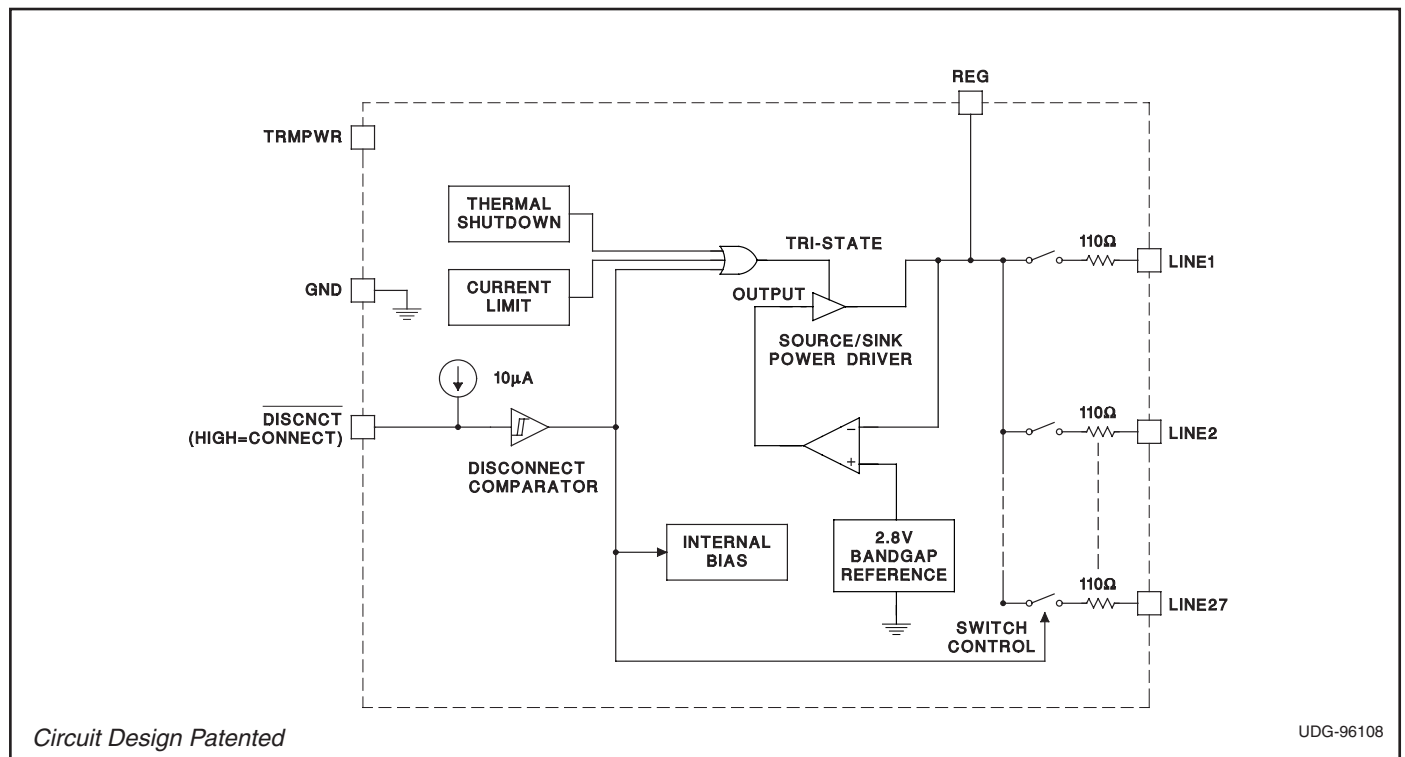 REG
TRMPWR
THERMAL
SHUTDOWN
TRI-STATE
110Ω
LINE1
GND
CURRENT
LIMIT
OUTPUT
SOURCE/SINK
POWER DRIVER
10µA
DISCNCT
(HIGH=CONNECT)
110Ω
LINE2
–
+
DISCONNECT
COMPARATOR
INTERNAL
BIAS
2.8V
BANDGAP
REFERENCE
110Ω
LINE27
SWITCH
CONTROL
Circuit Design Patented
UDG-96108